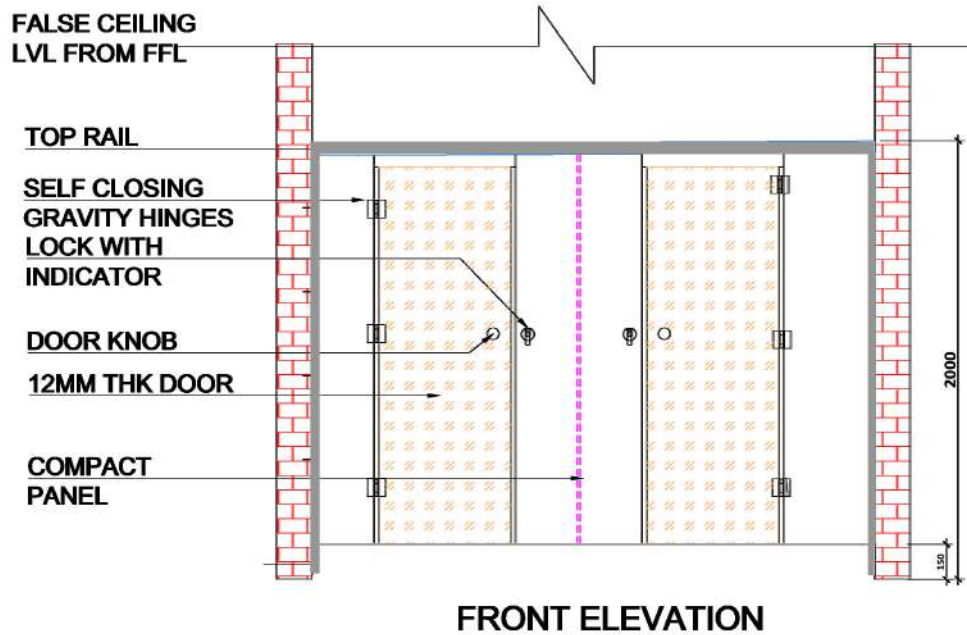 FALSE CEILING
LVL FROM FFL
TOP RAIL
SELF CLOSING
GRAVITY HINGES
LOCK WITH
INDICATOR
DOOR KNOB
12MM THK DOOR
COMPACT
PANEL
2000
150
FRONT ELEVATION